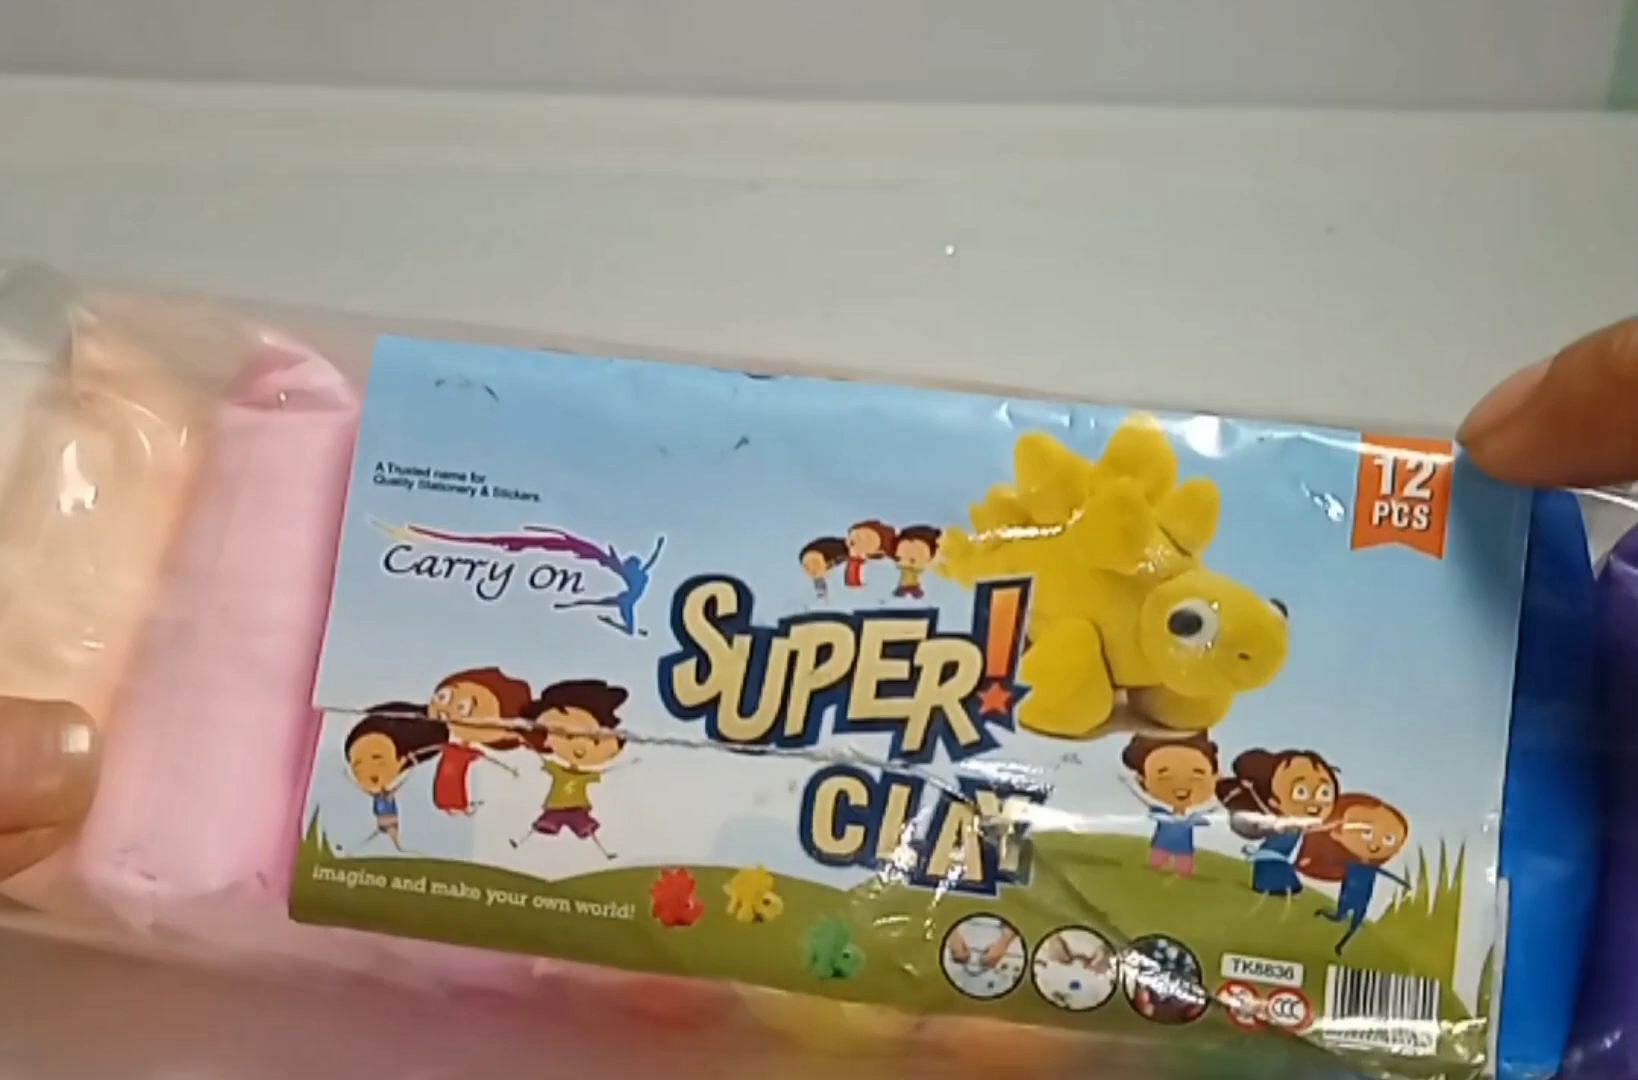 A Trusted name for
Quality Stationery & Stickers
Carry on
12
PCS
SUPER!
CLAY
imagine and make your own world!
TK8836
CCC